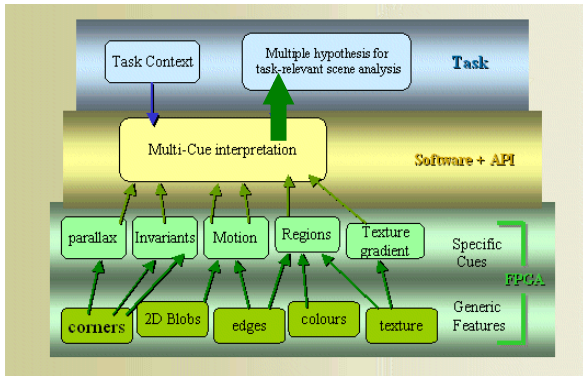 Task Context
Multiple hypothesis for
task-relevant scene analysis
Task
Multi-Cue interpretation
Software + API
parallax
Invariants
Motion
Regions
Texture
gradient
Specific
Cues
FPGA
corners
2D Blobs
edges
colours
texture
Generic
Features